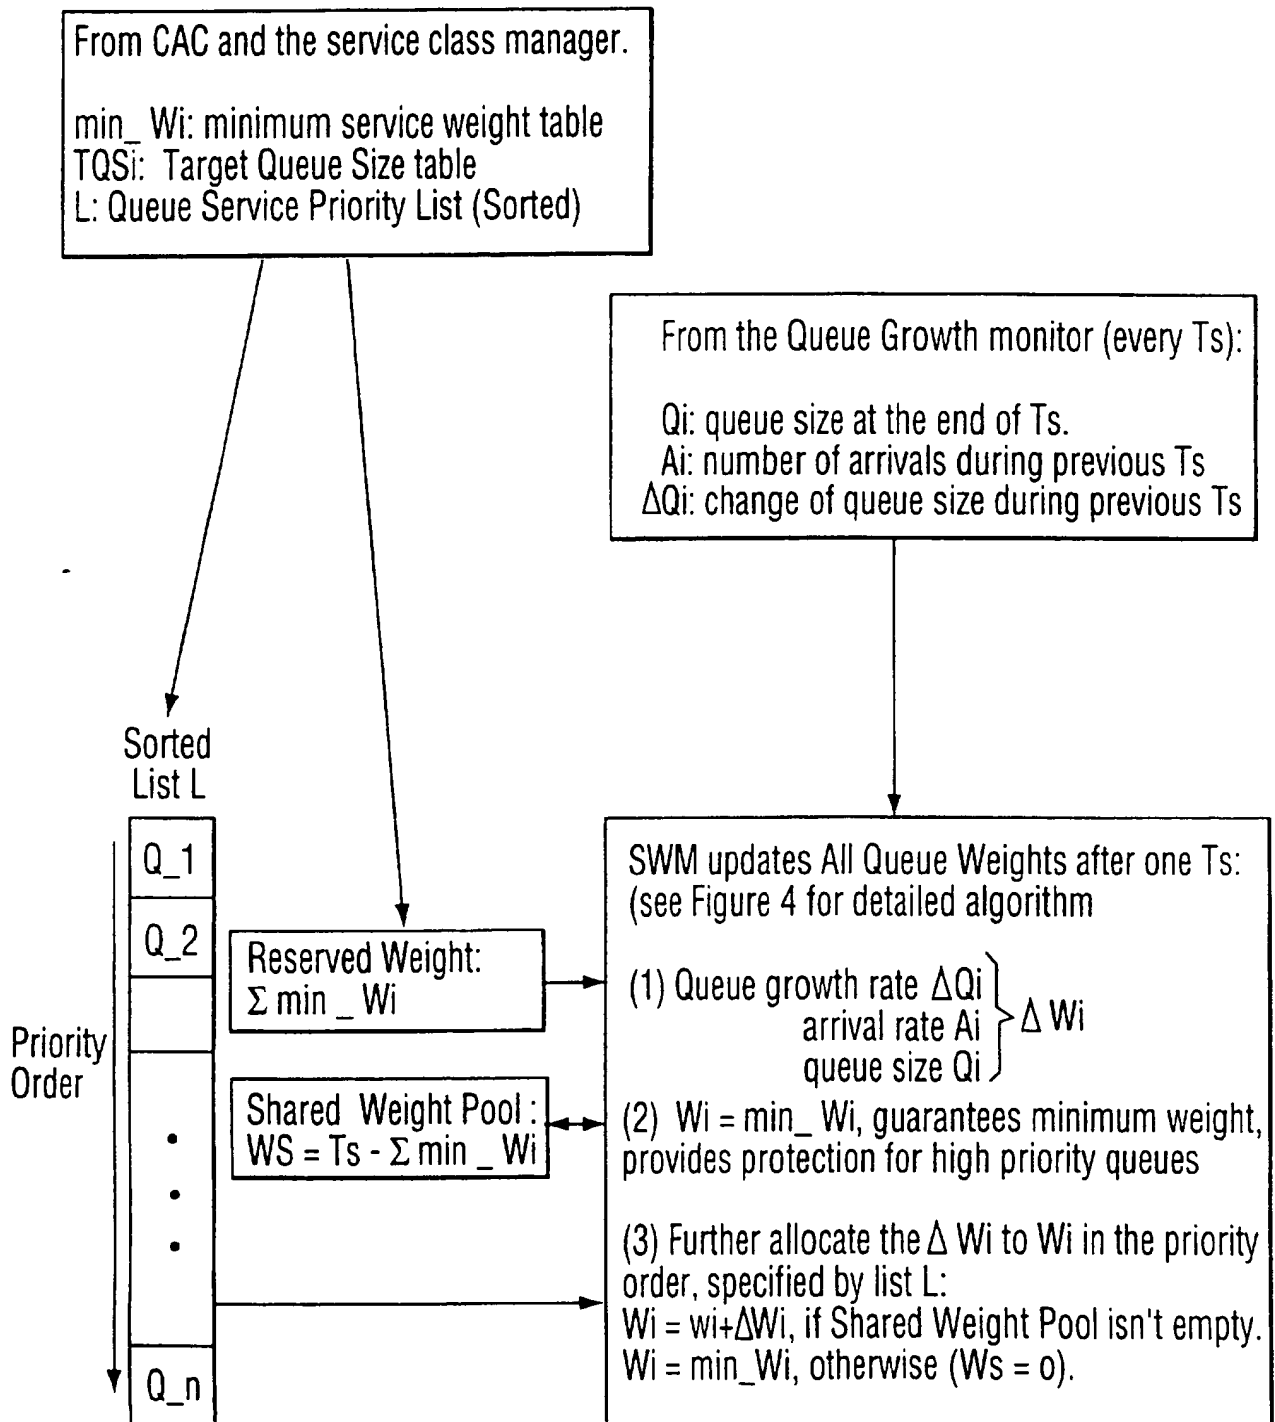 From CAC and the service class manager.
min_ Wi: minimum service weight table
TQSi: Target Queue Size table
L: Queue Service Priority List (Sorted)
From the Queue Growth monitor (every Ts):
Qi: queue size at the end of Ts.
Ai: number of arrivals during previous Ts
ΔQi: change of queue size during previous Ts
Sorted
List L
Q_1
Q_2
Q_n
Priority
Order
Reserved Weight:
Σ min _ Wi
Shared Weight Pool :
WS = Ts - Σ min _ Wi
SWM updates All Queue Weights after one Ts:
(see Figure 4 for detailed algorithm
(1) Queue growth rate ΔQi
arrival rate Ai
queue size Qi
Δ Wi
(2) Wi = min_ Wi, guarantees minimum weight,
provides protection for high priority queues
(3) Further allocate the Δ Wi to Wi in the priority
order, specified by list L:
Wi = wi+ΔWi, if Shared Weight Pool isn't empty.
Wi = min_Wi, otherwise (Ws = o).